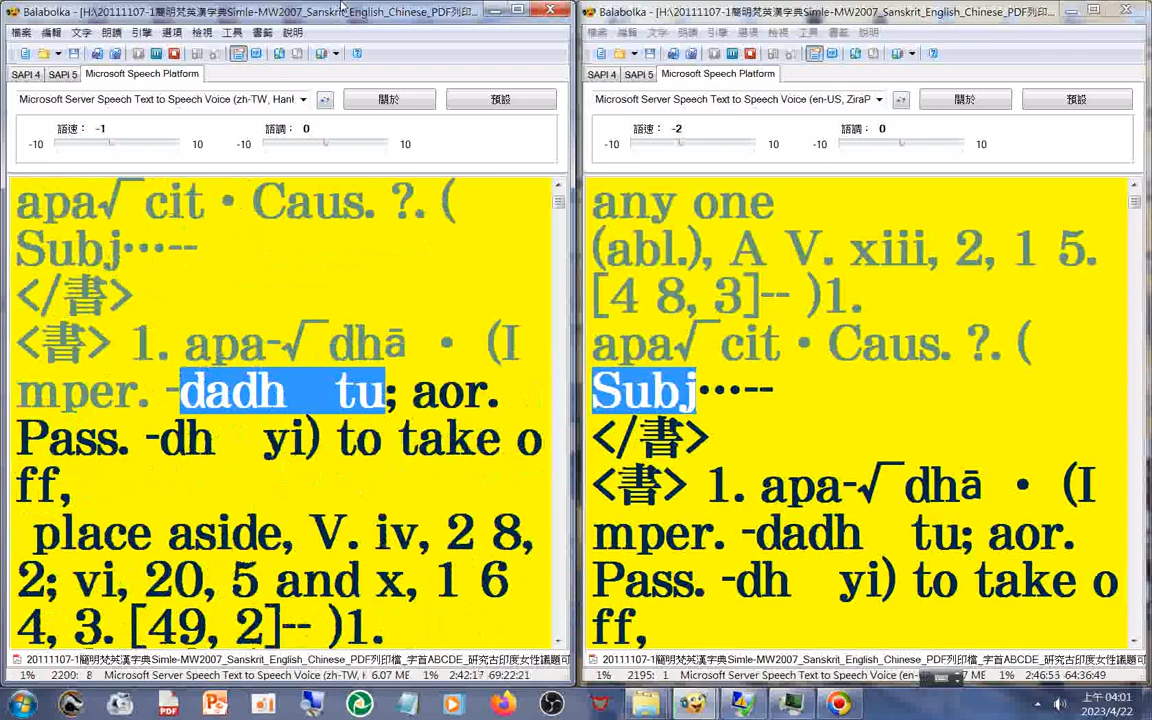 Balabolka - [H:\20111107-1簡明梵英漢字典Simle-MW2007_Sanskrit_English_Chinese_PDF列印...
檔案 編輯 文字 朗讀 引擎 選項 檢視 工具 書籤 說明
SAPI 4 SAPI 5 Microsoft Speech Platform
Microsoft Server Speech Text to Speech Voice (zh-TW, HanH
關於 預設
語速： -1 語調： 0
-10 10 -10 10
apa√cit • Caus. ?. (
Subj…--
</書>
<書> 1. apa-√dhā • (I
mper. -dadh tu; aor.
Pass. -dh yi) to take o
ff,
place aside, V. iv, 2 8,
2; vi, 20, 5 and x, 1 6
4, 3. [49, 2]-- )1.
20111107-1簡明梵英漢字典Simle-MW2007_Sanskrit_English_Chinese_PDF列印檔_字首ABCDE_研究古印度女性議題可
1% 2200: 8 Microsoft Server Speech Text to Speech Voice (zh-TW, H 6.07 MB 1% 2:42:17 69:22:21
Balabolka - [H:\20111107-1簡明梵英漢字典Simle-MW2007_Sanskrit_English_Chinese_PDF列印...
檔案 編輯 文字 朗讀 引擎 選項 檢視 工具 書籤 說明
SAPI 4 SAPI 5 Microsoft Speech Platform
Microsoft Server Speech Text to Speech Voice (en-US, ZiraP
關於 預設
語速： -2 語調： 0
-10 10 -10 10
any one
(abl.), A V. xiii, 2, 1 5.
[4 8, 3]-- )1.
apa√cit • Caus. ?. (
Subj…--
</書>
<書> 1. apa-√dhā • (I
mper. -dadh tu; aor.
Pass. -dh yi) to take o
ff,
20111107-1簡明梵英漢字典Simle-MW2007_Sanskrit_English_Chinese_PDF列印檔_字首ABCDE_研究古印度女性議題可
1% 2195: 1 Microsoft Server Speech Text to Speech Voice (en-US, 1% 2:46:53 64:36:49
上午 04:01
2023/4/22